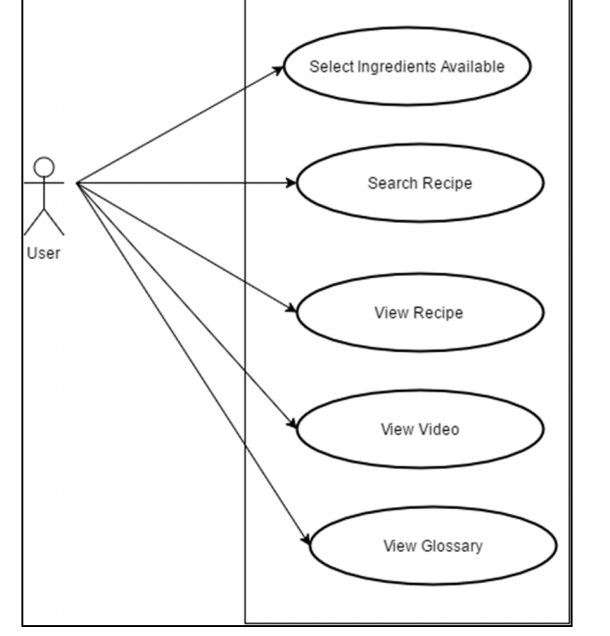 Select Ingredients Available
Search Recipe
User
View Recipe
View Video
View Glossary